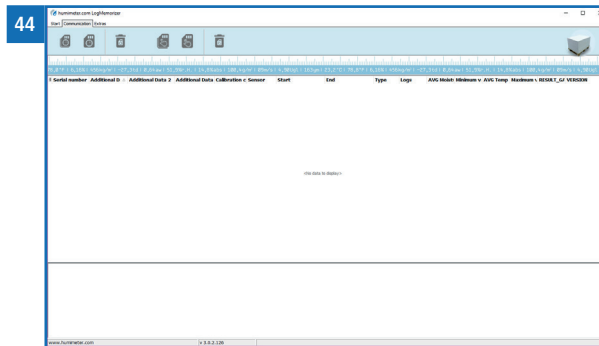 44
humimeter.com LogMemorizer
Start Communication Extras
Serial number Additional D Additional Data 2 Additional Data Calibration c Sensor Start End Type Logs AVG Moist Minimum v AVG Temp Maximum v RESULT_GF VERSION
<No data to display>
www.humimeter.com v 3.0.2.126